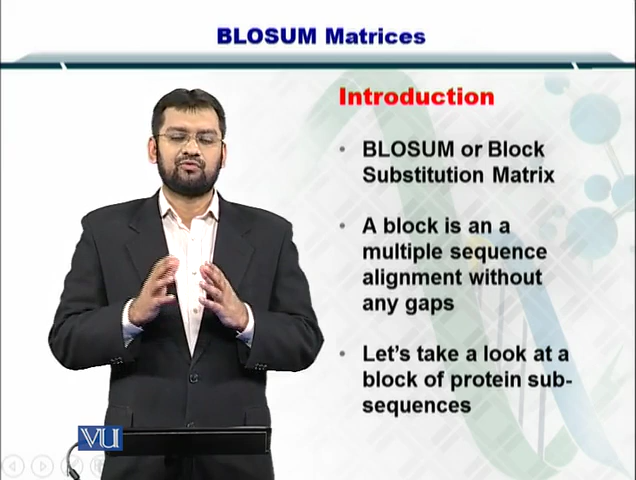 BLOSUM Matrices
Introduction
• BLOSUM or Block
Substitution Matrix
• A block is an a
multiple sequence
alignment without
any gaps
• Let's take a look at a
block of protein sub-
sequences
VU